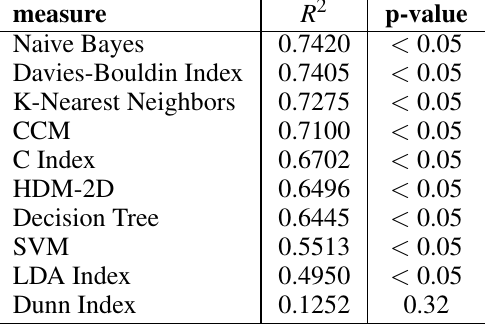 measure R² p-value
Naive Bayes 0.7420 < 0.05
Davies-Bouldin Index 0.7405 < 0.05
K-Nearest Neighbors 0.7275 < 0.05
CCM 0.7100 < 0.05
C Index 0.6702 < 0.05
HDM-2D 0.6496 < 0.05
Decision Tree 0.6445 < 0.05
SVM 0.5513 < 0.05
LDA Index 0.4950 < 0.05
Dunn Index 0.1252 0.32